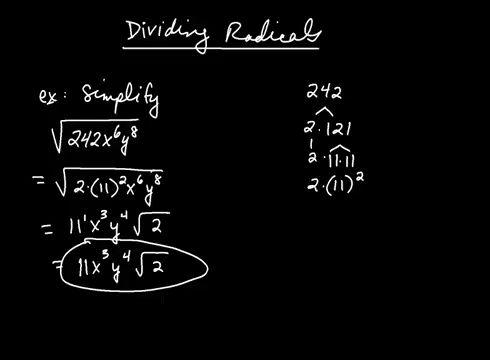 Dividing Radicals
ex: Simplify
√242x⁶y⁸
= √2·(11)²x⁶y⁸
= 11¹x³y⁴√2
= 11x³y⁴√2
242
2·121
2·11·11
2·(11)²